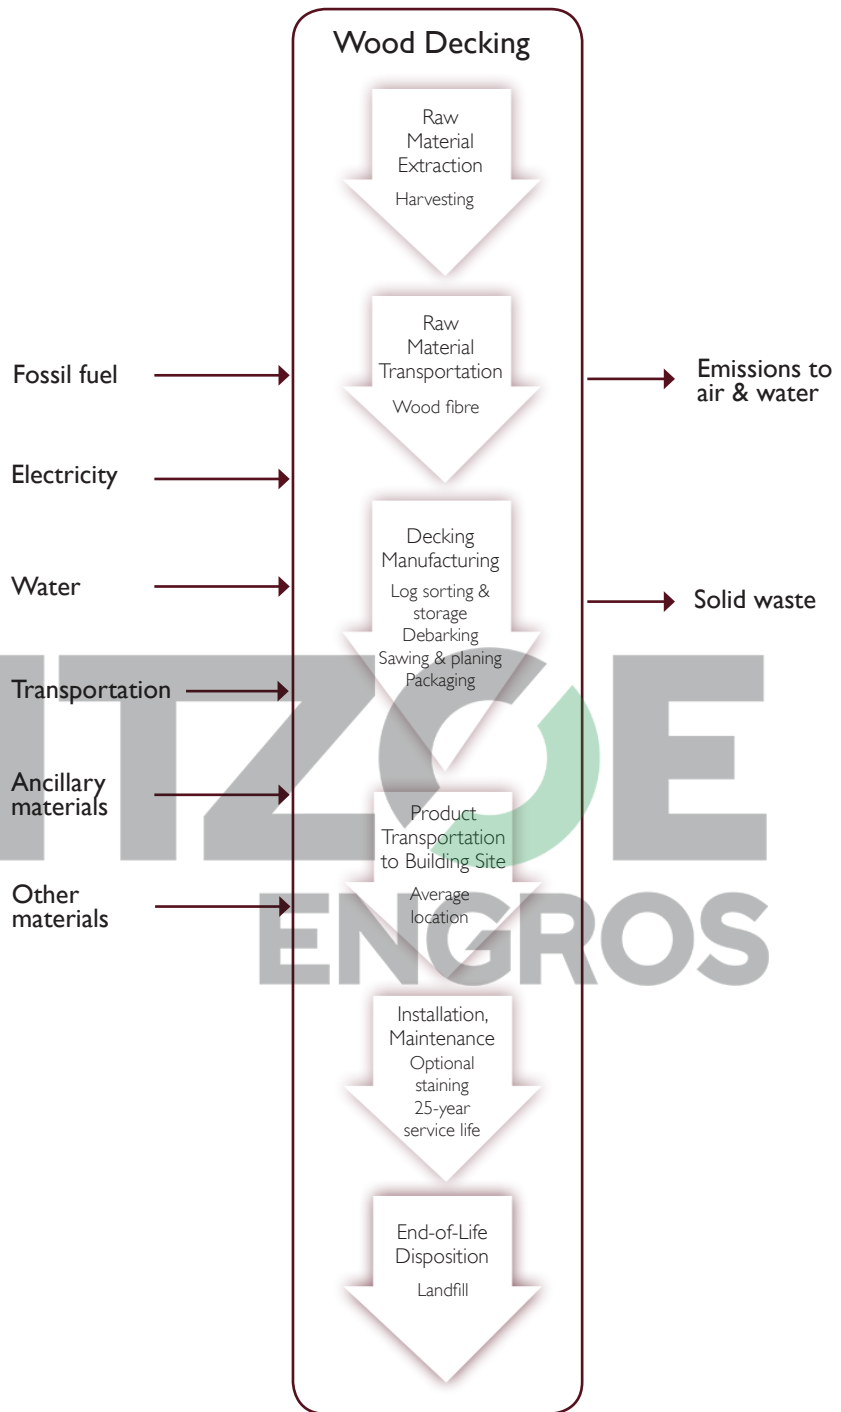 Wood Decking
Raw
Material
Extraction
Harvesting
Raw
Material
Transportation
Wood fibre
Decking
Manufacturing
Log sorting &
storage
Debarking
Sawing & planing
Packaging
Product
Transportation
to Building Site
Average
location
Installation,
Maintenance
Optional
staining
25-year
service life
End-of-Life
Disposition
Landfill
Fossil fuel
Electricity
Water
Transportation
Ancillary
materials
Other
materials
Emissions to
air & water
Solid waste
ITZOE
ENGROS